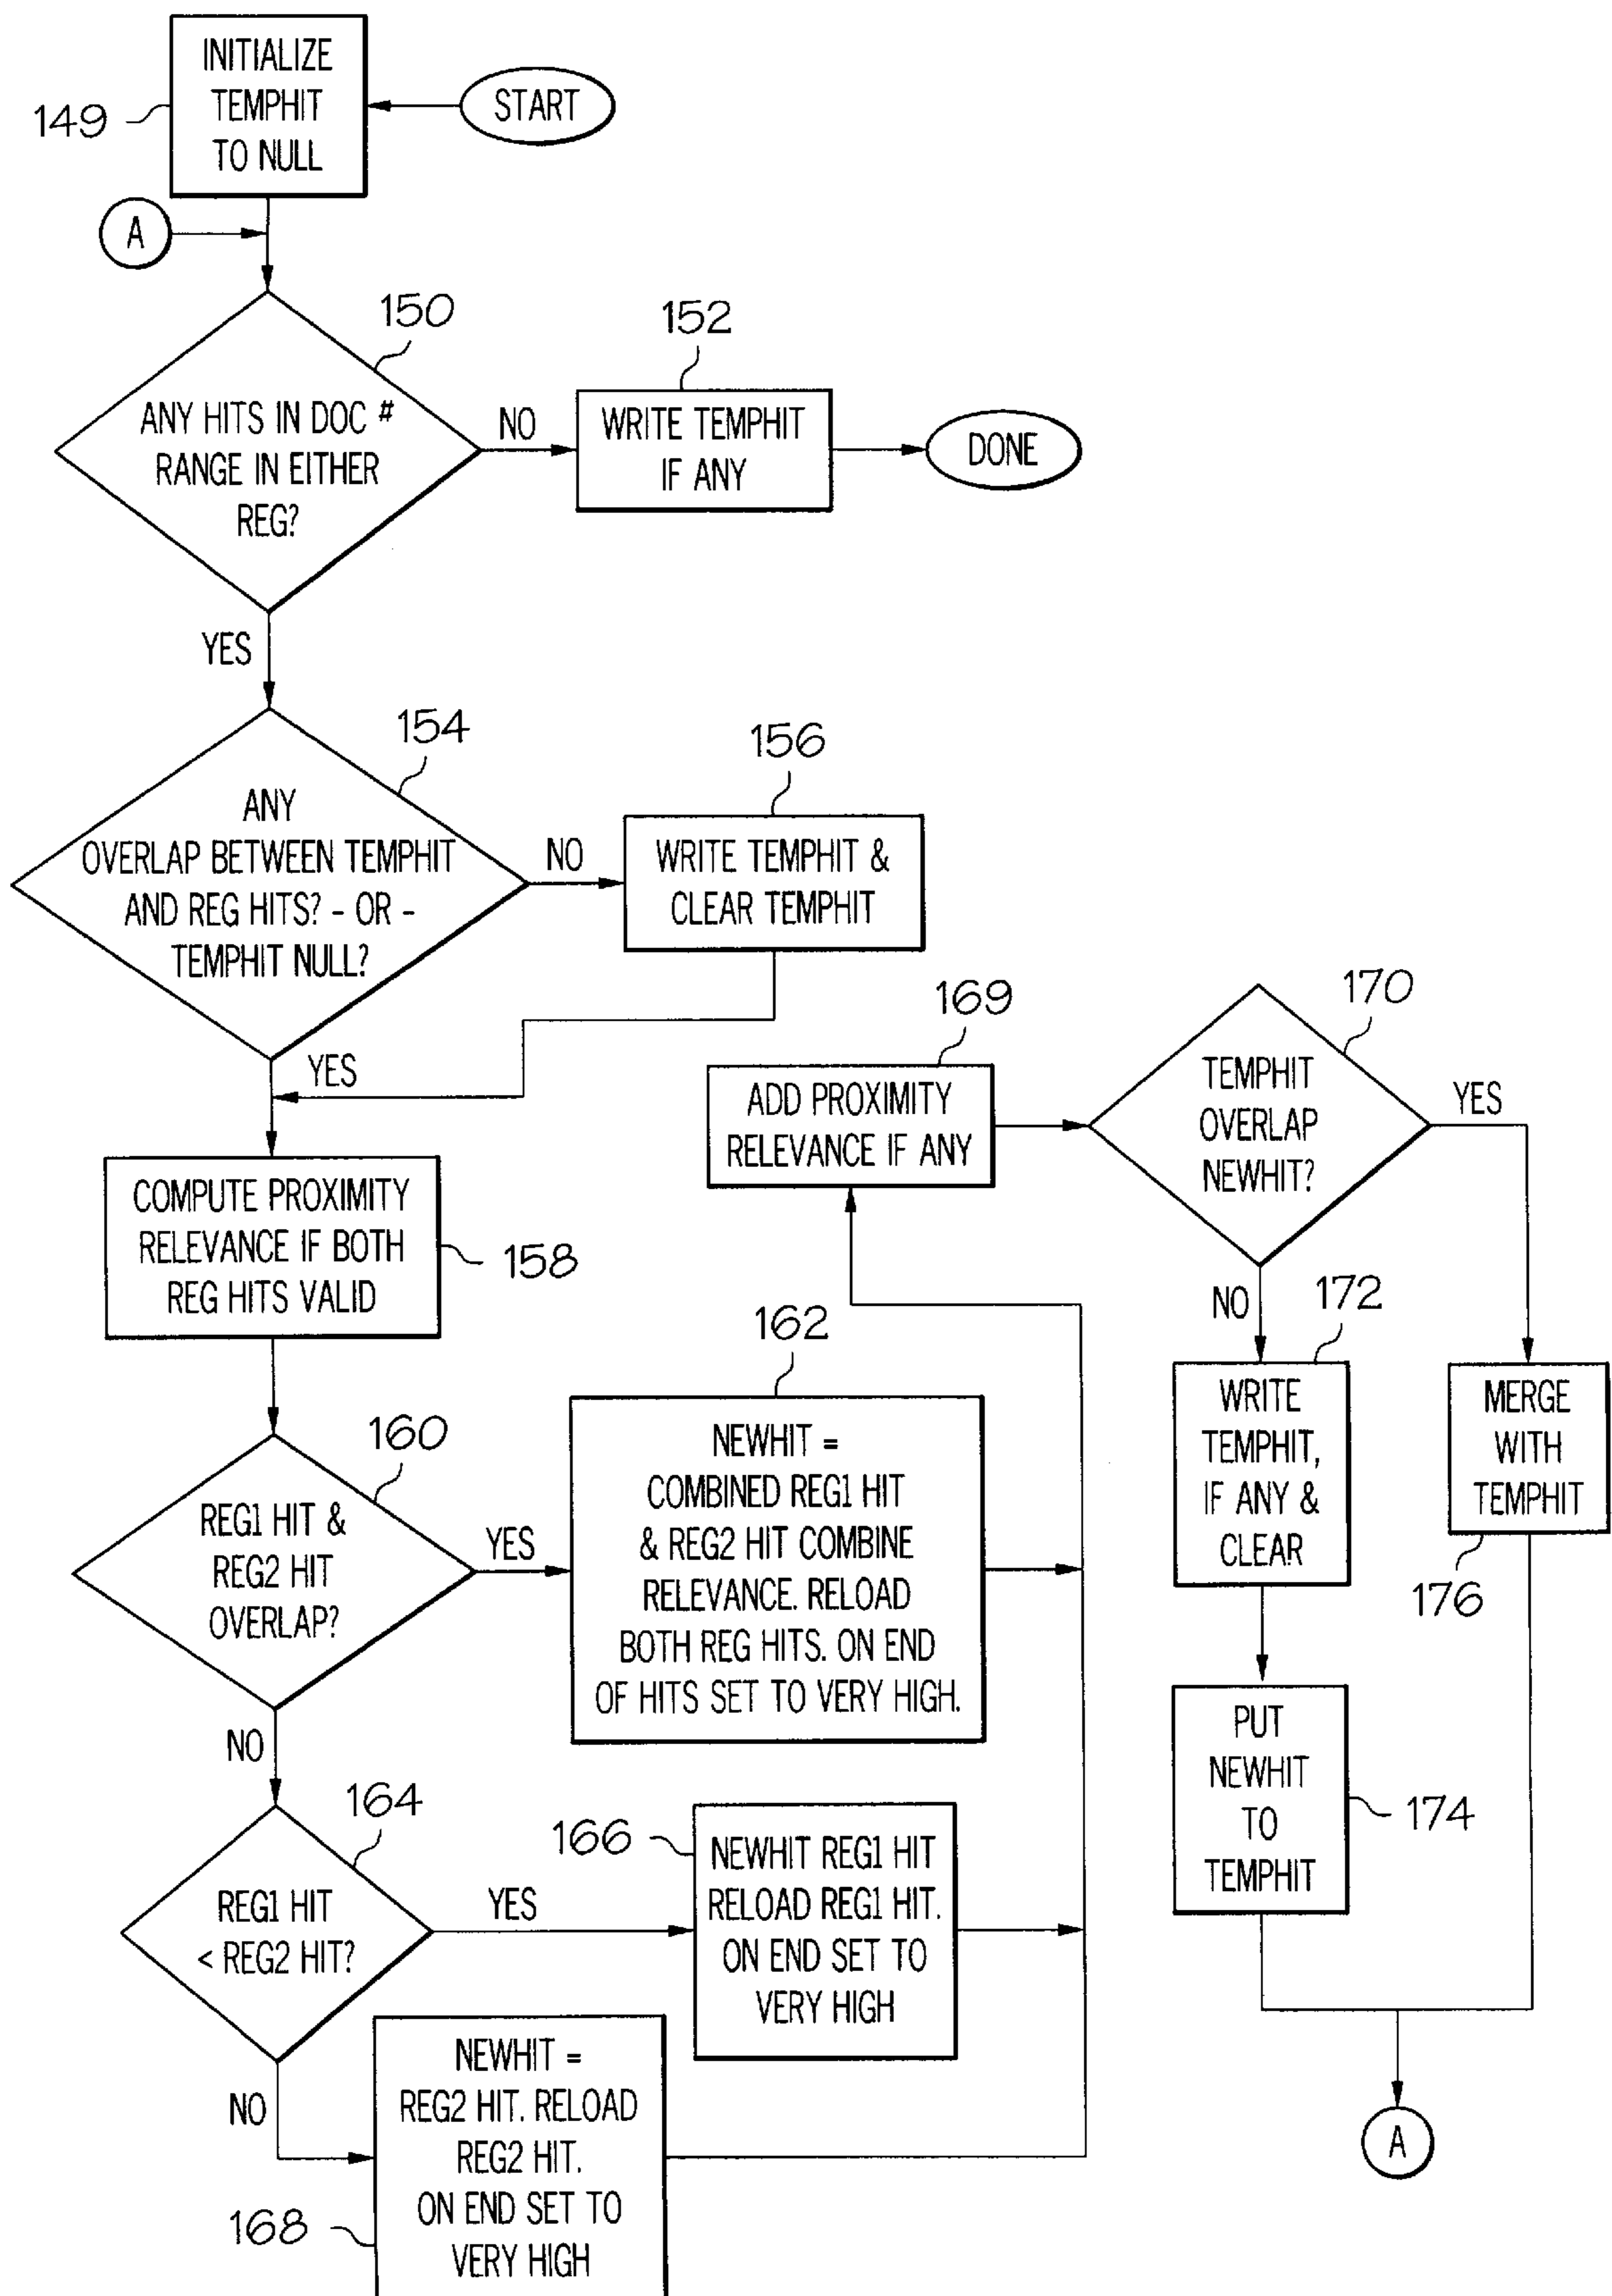 INITIALIZE
TEMPHIT
TO NULL
START
149
A
150
ANY HITS IN DOC #
RANGE IN EITHER
REG?
NO
152
WRITE TEMPHIT
IF ANY
DONE
YES
154
ANY
OVERLAP BETWEEN TEMPHIT
AND REG HITS? - OR -
TEMPHIT NULL?
NO
156
WRITE TEMPHIT &
CLEAR TEMPHIT
YES
COMPUTE PROXIMITY
RELEVANCE IF BOTH
REG HITS VALID
158
160
REG1 HIT &
REG2 HIT
OVERLAP?
YES
162
NEWHIT =
COMBINED REG1 HIT
& REG2 HIT COMBINE
RELEVANCE. RELOAD
BOTH REG HITS. ON END
OF HITS SET TO VERY HIGH.
NO
164
REG1 HIT
< REG2 HIT?
YES
166
NEWHIT REG1 HIT
RELOAD REG1 HIT.
ON END SET TO
VERY HIGH
NO
168
NEWHIT =
REG2 HIT. RELOAD
REG2 HIT.
ON END SET TO
VERY HIGH
169
ADD PROXIMITY
RELEVANCE IF ANY
170
TEMPHIT
OVERLAP
NEWHIT?
YES
NO
172
WRITE
TEMPHIT,
IF ANY &
CLEAR
MERGE
WITH
TEMPHIT
176
PUT
NEWHIT
TO
TEMPHIT
174
A